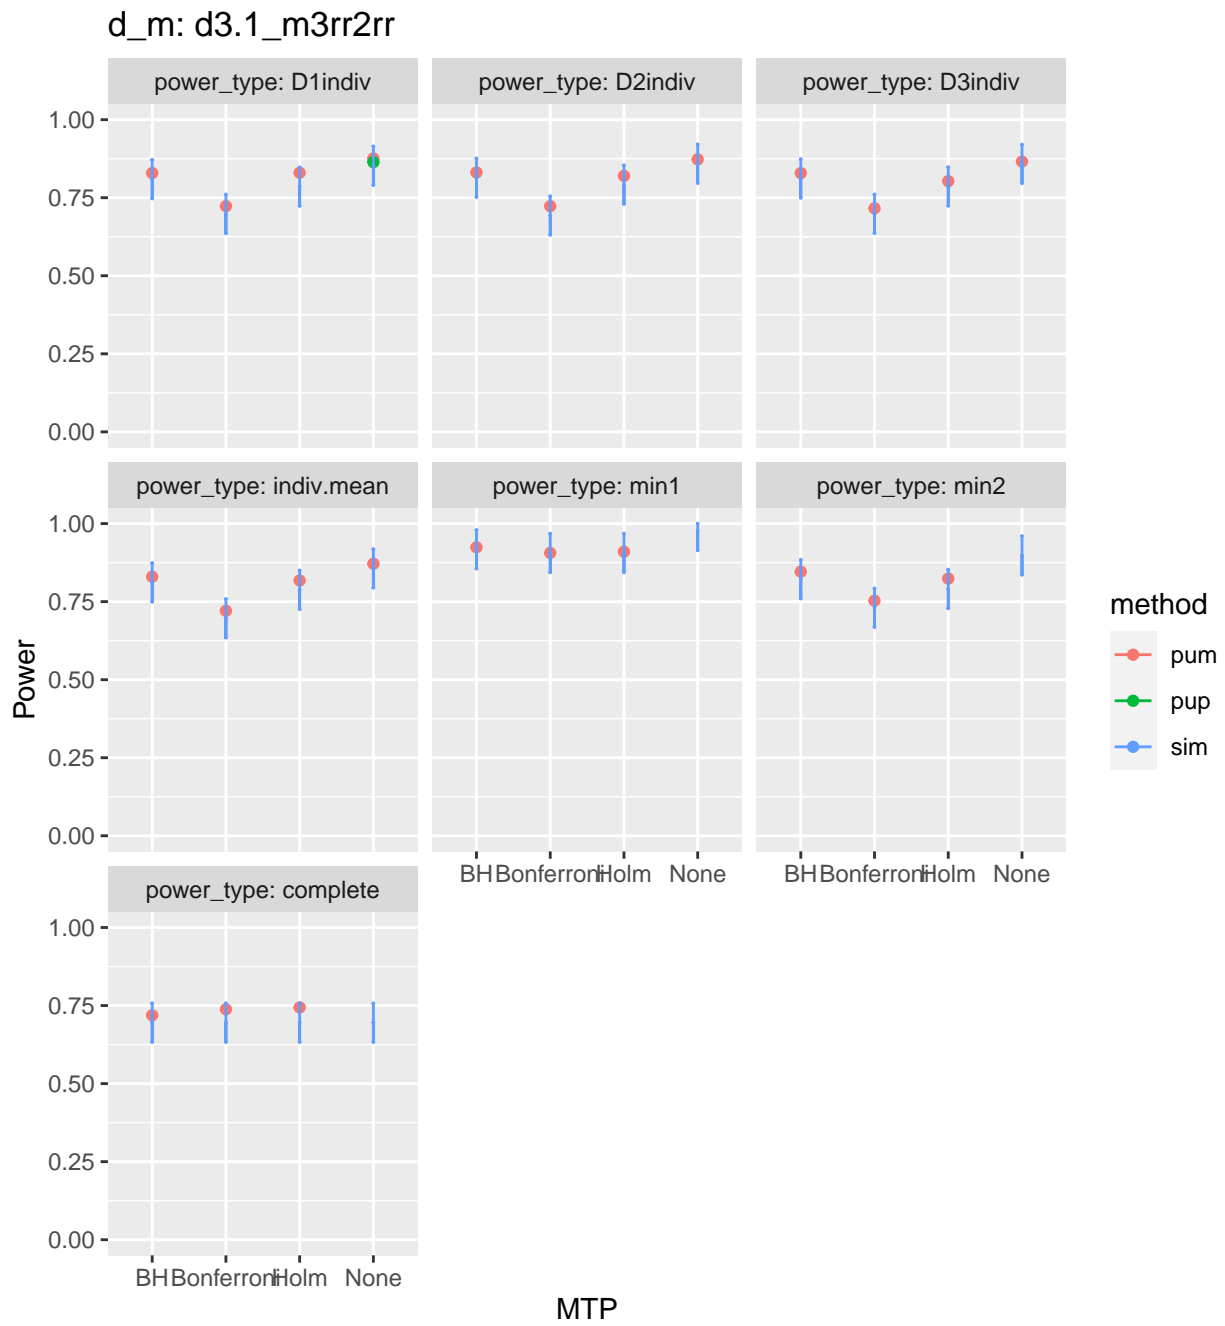 d_m: d3.1_m3rr2rr
power_type: D1indiv
power_type: D2indiv
power_type: D3indiv
1.00
0.75
0.50
0.25
0.00
power_type: indiv.mean
power_type: min1
power_type: min2
1.00
0.75
0.50
0.25
0.00
BH Bonferroni Holm None
BH Bonferroni Holm None
power_type: complete
1.00
0.75
0.50
0.25
0.00
BH Bonferroni Holm None
MTP
Power
method
pum
pup
sim